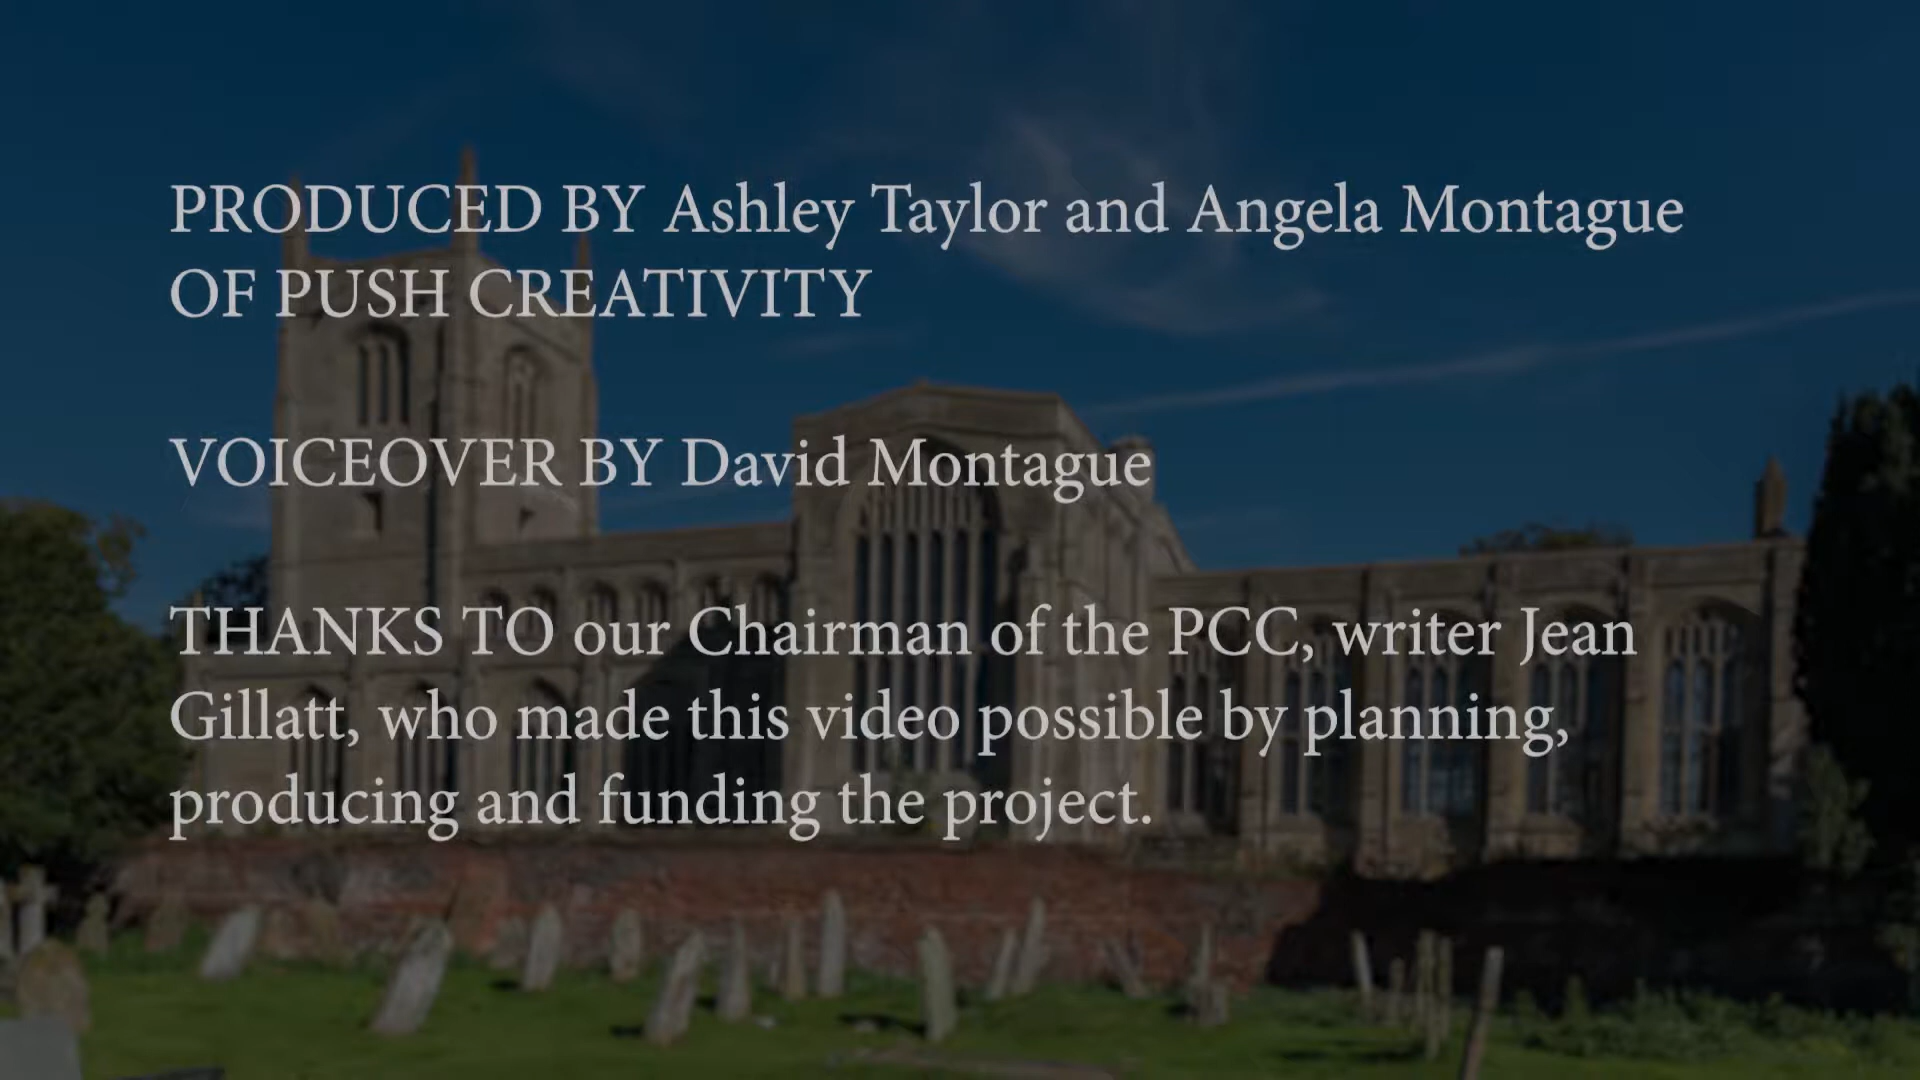 PRODUCED BY Ashley Taylor and Angela Montague
OF PUSH CREATIVITY
VOICEOVER BY David Montague
THANKS TO our Chairman of the PCC, writer Jean
Gillatt, who made this video possible by planning,
producing and funding the project.